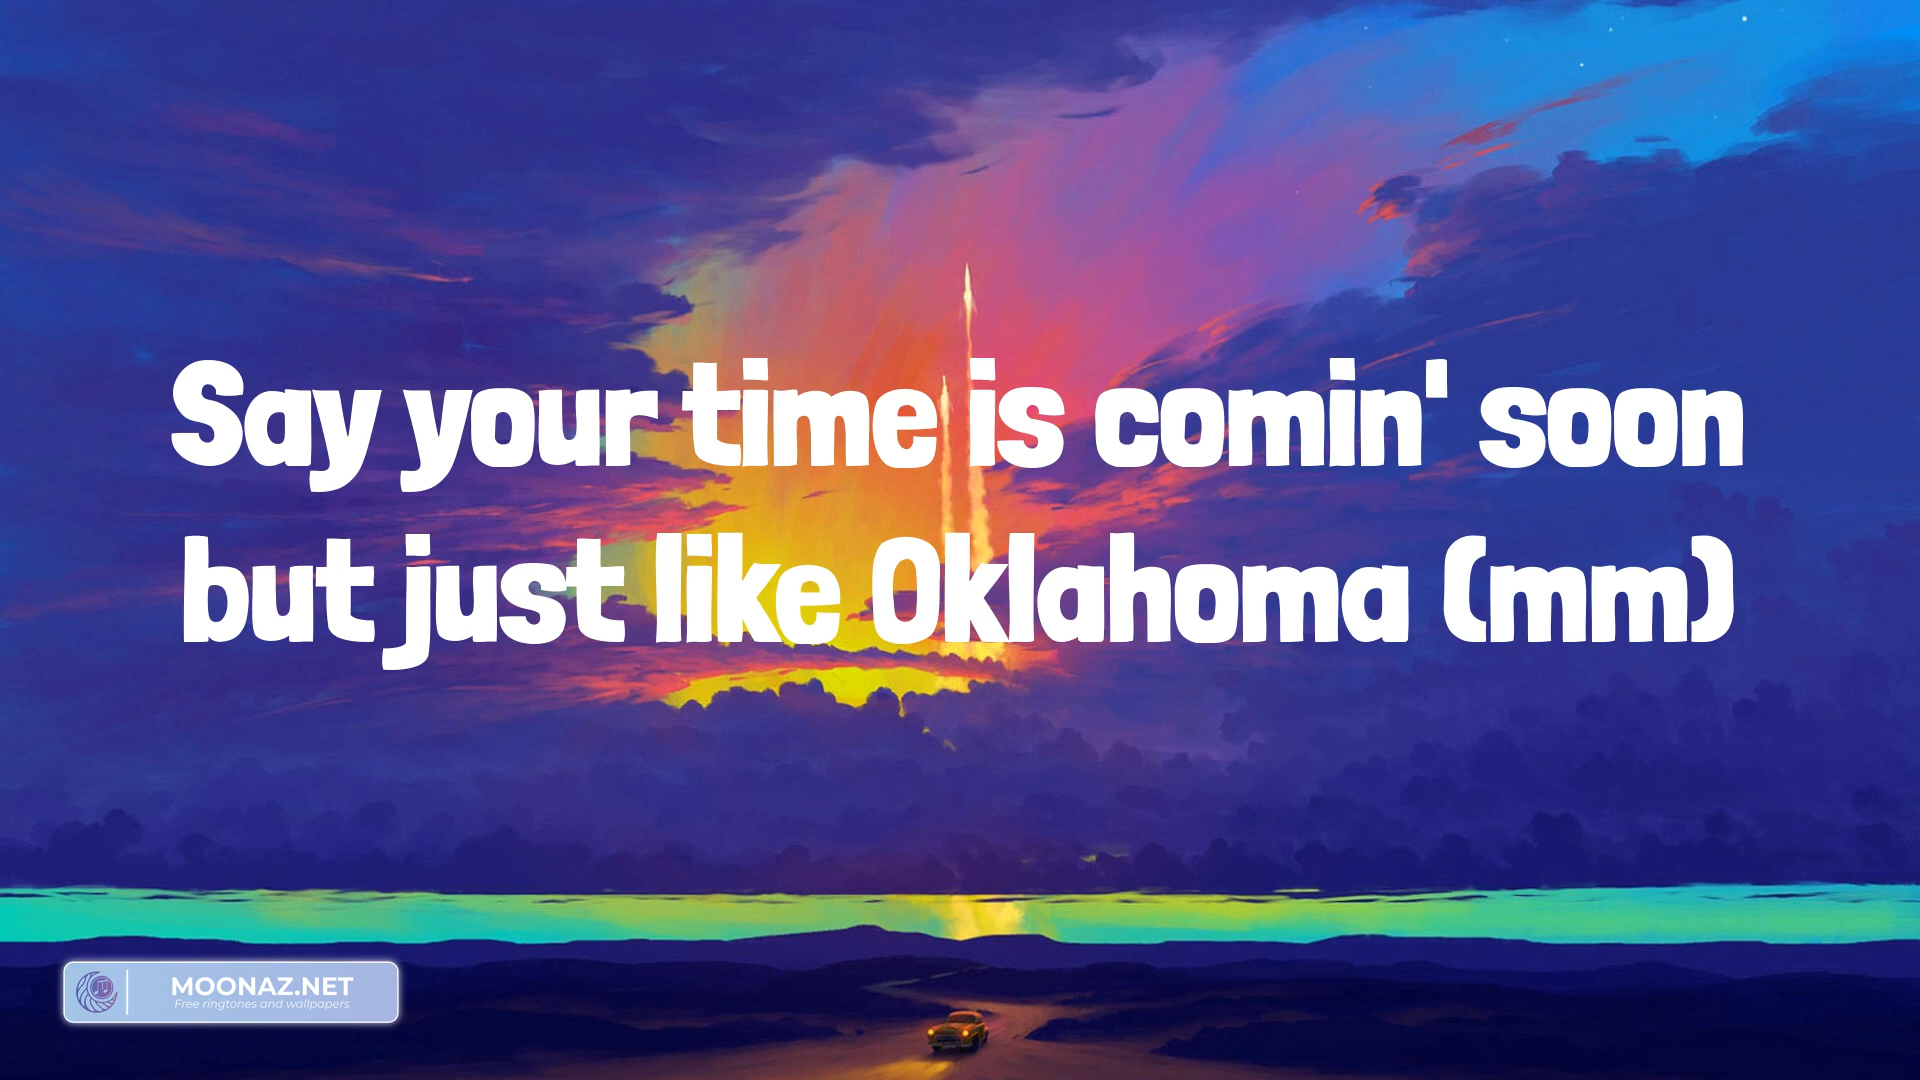 Say your time is comin' soon
but just like Oklahoma (mm)
MOONAZ.NET
Free ringtones and wallpapers